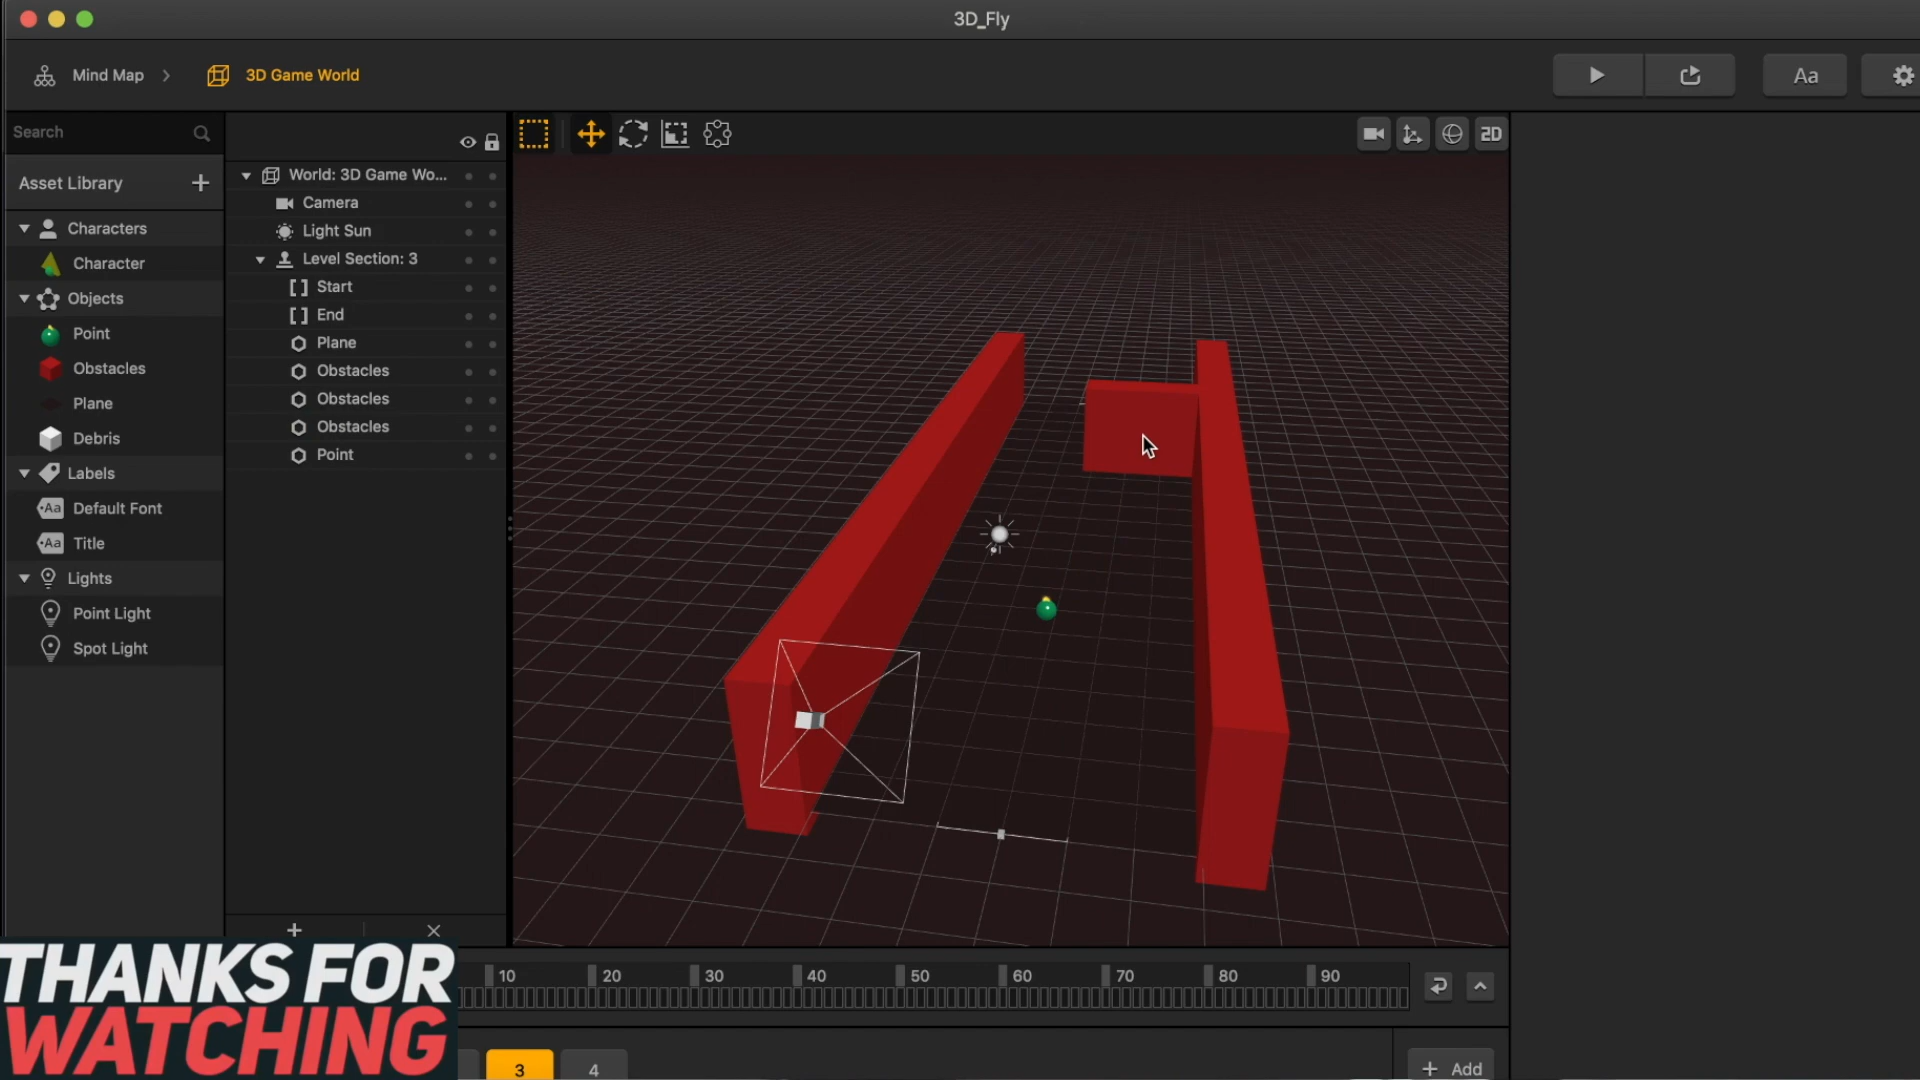 3D_Fly
Mind Map
3D Game World
Aa
Search
Asset Library
Characters
Character
Objects
Point
Obstacles
Plane
Debris
Labels
Aa Default Font
Aa Title
Lights
Point Light
Spot Light
World: 3D Game Wo...
Camera
Light Sun
Level Section: 3
Start
End
Plane
Obstacles
Obstacles
Obstacles
Point
2D
10 20 30 40 50 60 70 80 90
3 4
+ Add
THANKS FOR
WATCHING